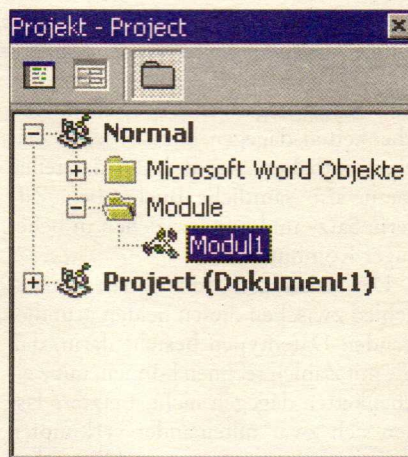 Projekt - Project
Normal
Microsoft Word Objekte
Module
Modul1
Project (Dokument1)